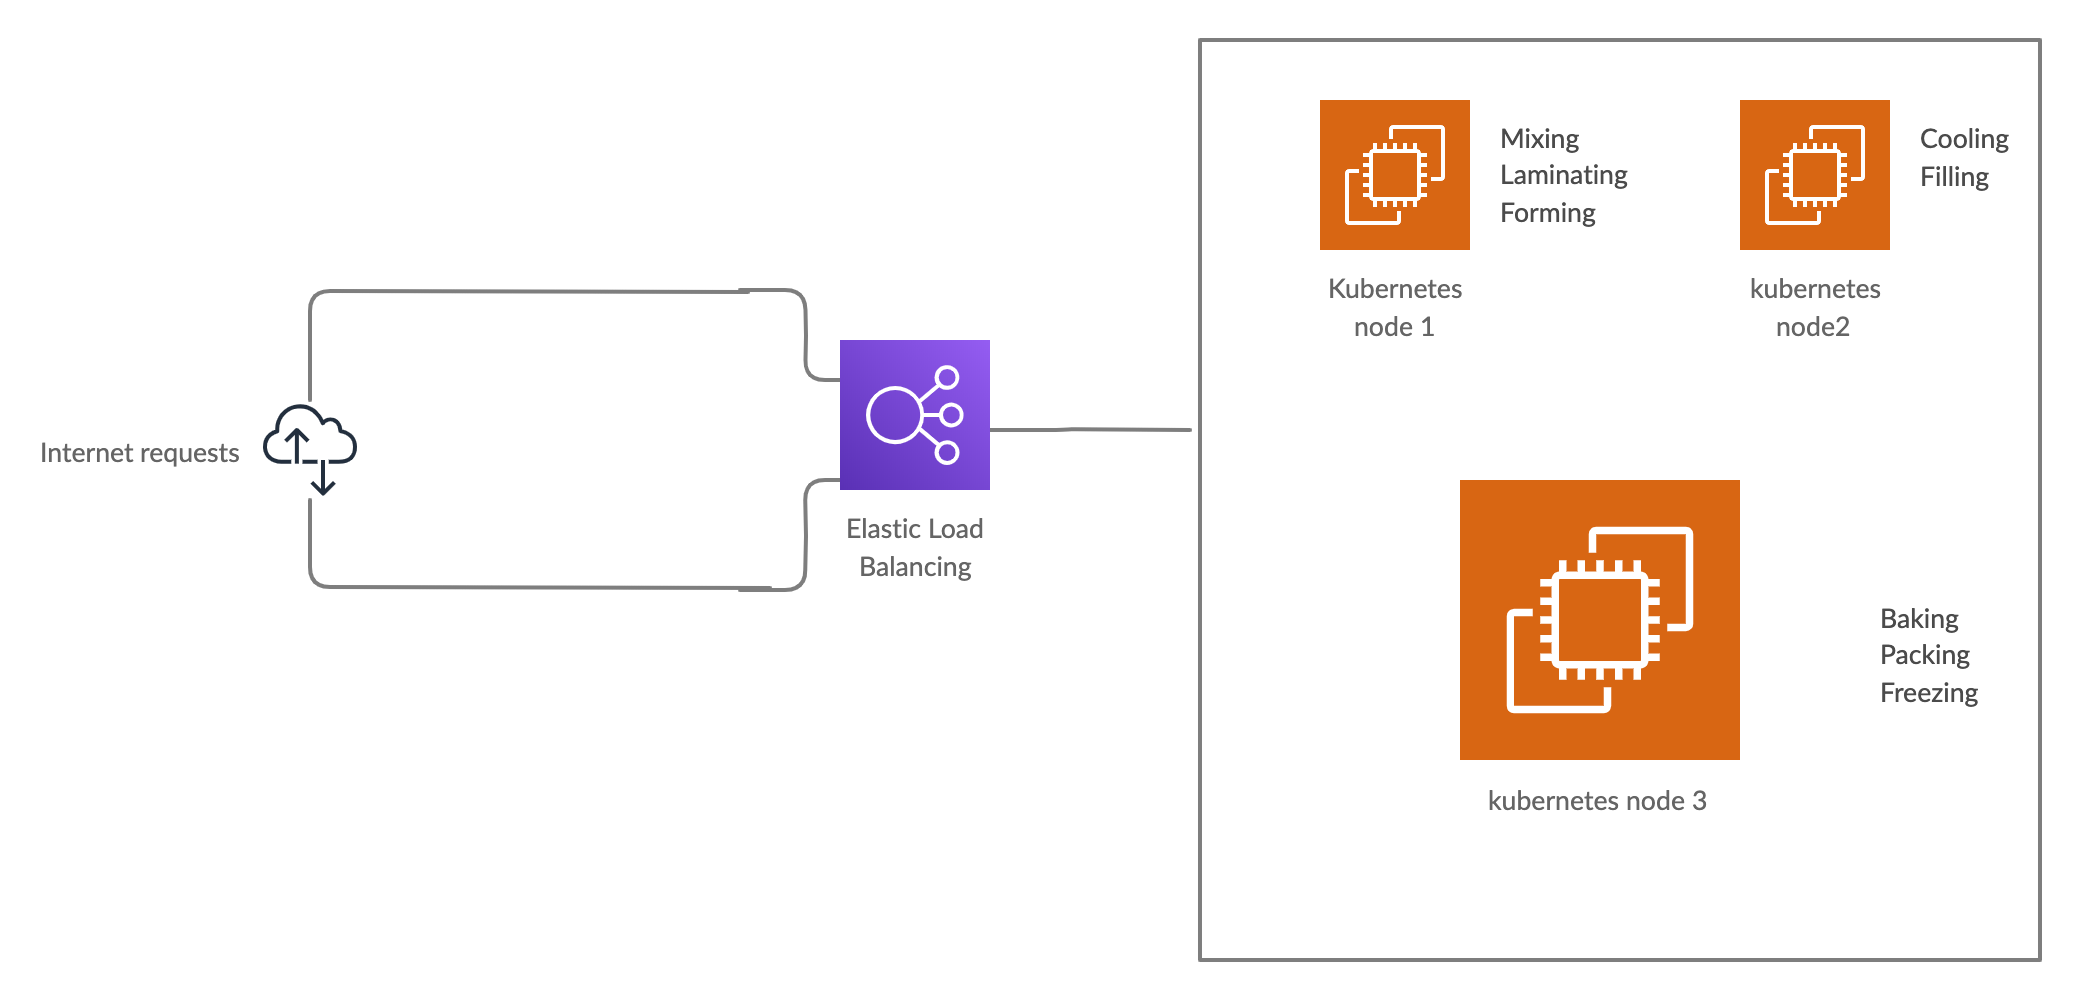 Internet requests
Elastic Load
Balancing
Mixing
Laminating
Forming
Kubernetes
node 1
Cooling
Filling
kubernetes
node2
Baking
Packing
Freezing
kubernetes node 3